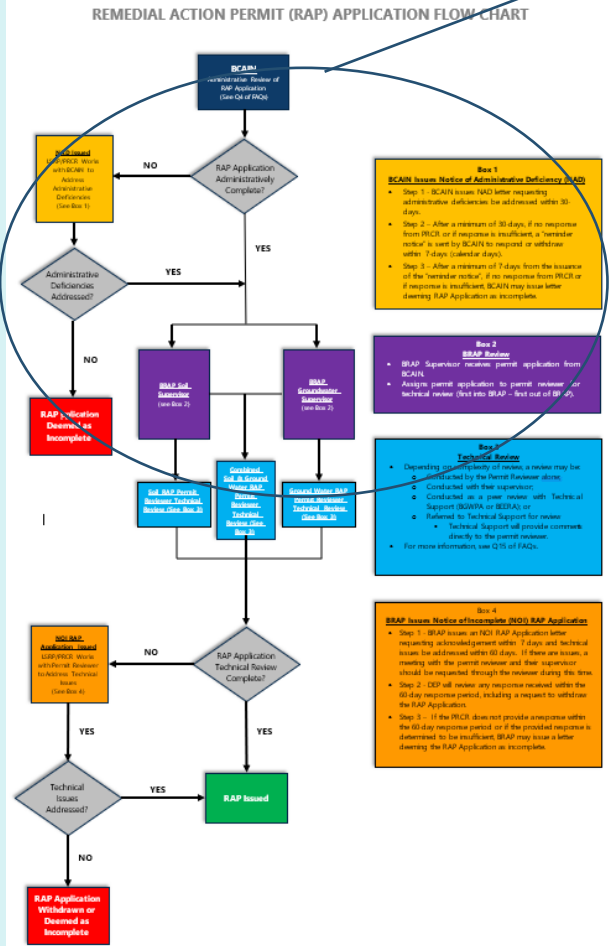 REMEDIAL ACTION PERMIT (RAP) APPLICATION FLOW CHART
BCAIN
Administrative Review of
RAP Application
(See Q4 of FAQs)
NO
RAP Application
Administratively
Complete?
Issued
LSRP/PRCR Works
with BCAIN to
Address
Administrative
Deficiencies
(See Box 1)
YES
Administrative
Deficiencies
Addressed?
YES
NO
RAP Application
Deemed as
Incomplete
BRAP Soil
Supervisor
(see Box 2)
BRAP
Groundwater
Supervisor
(see Box 2)
Soil RAP Permit
Reviewer Technical
Review (See Box 3)
Combined
Soil & Ground
Water RAP
Permit
Reviewer
Technical
Review (See
Box 3)
Ground Water RAP
Permit Reviewer
Technical Review
(See Box 3)
NOI RAP
Application Issued
LSRP/PRCR Works
with Permit Reviewer
to Address Technical
Issues
(See Box 4)
NO
RAP Application
Technical Review
Complete?
YES
YES
Technical
Issues
Addressed?
YES
RAP Issued
NO
RAP Application
Withdrawn or
Deemed as
Incomplete
Box 1
BCAIN Issues Notice of Administrative Deficiency (NAD)
• Step 1 - BCAIN issues NAD letter requesting
administrative deficiencies be addressed within 30-
days.
• Step 2 – After a minimum of 30-days, if no response
from PRCR or if response is insufficient, a "reminder
notice" is sent by BCAIN to respond or withdraw
within 7-days (calendar days).
• Step 3 – After a minimum of 7-days from the issuance
of the "reminder notice", if no response from PRCR or
if response is insufficient, BCAIN may issue letter
deeming RAP Application as incomplete.
Box 2
BRAP Review
• BRAP Supervisor receives permit application from
BCAIN.
• Assigns permit application to permit reviewer for
technical review (first into BRAP – first out of BRAP).
Box 3
Technical Review
• Depending on complexity of review, a review may be:
o Conducted by the Permit Reviewer alone;
o Conducted with their supervisor;
o Conducted as a peer review with Technical
Support (BGWPA or BEERA); or
o Referred to Technical Support for review
• Technical Support will provide comments
directly to the permit reviewer.
• For more information, see Q15 of FAQs.
Box 4
BRAP Issues Notice of Incomplete (NOI) RAP Application
• Step 1 - BRAP issues an NOI RAP Application letter
requesting acknowledgement within 7 days and technical
issues be addressed within 60 days. If there are issues, a
meeting with the permit reviewer and their supervisor
should be requested through the reviewer during this time.
• Step 2 - DEP will review any response received within the
60-day response period, including a request to withdraw
the RAP Application.
• Step 3 – If the PRCR does not provide a response within
the 60-day response period or if the provided response is
determined to be insufficient, BRAP may issue a letter
deeming the RAP Application as incomplete.